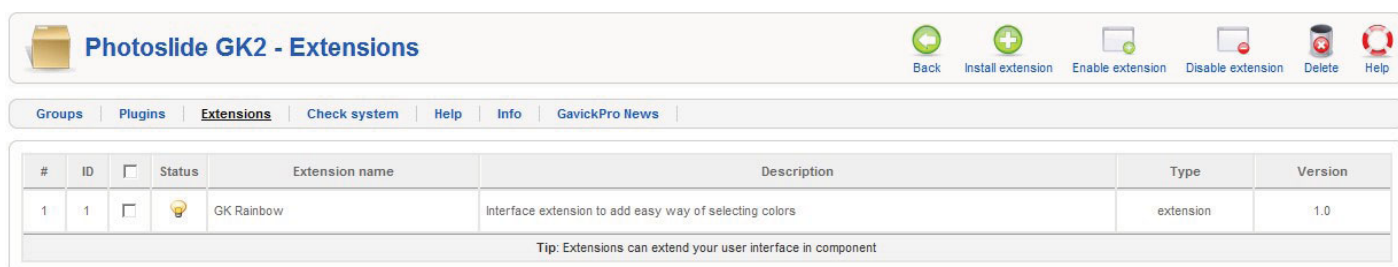 Photoslide GK2 - Extensions
Back Install extension Enable extension Disable extension Delete Help
Groups Plugins Extensions Check system Help Info GavickPro News
# ID Status Extension name Description Type Version
1 1 GK Rainbow Interface extension to add easy way of selecting colors extension 1.0
Tip: Extensions can extend your user interface in component